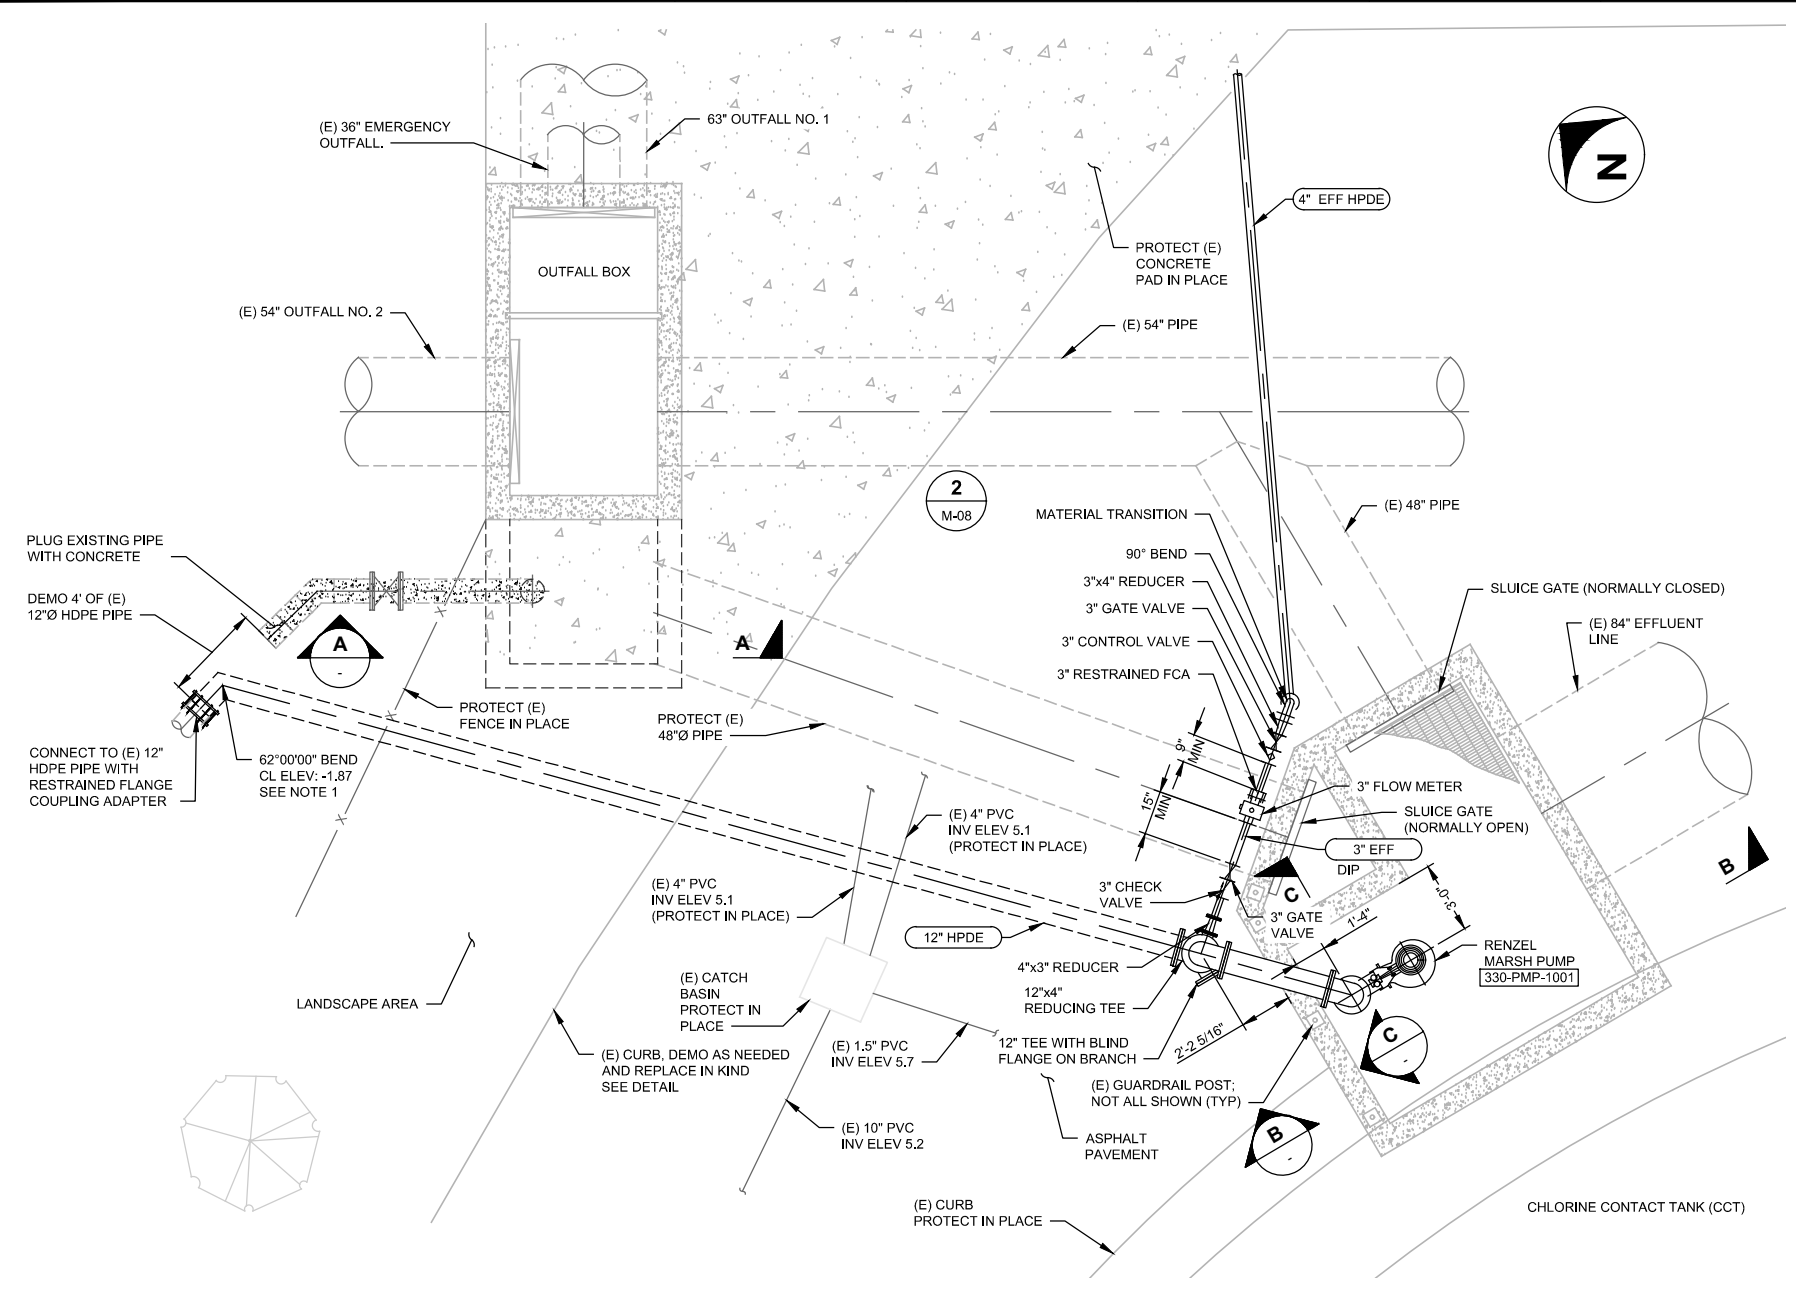 (E) 36" EMERGENCY
OUTFALL.
63" OUTFALL NO. 1
N
4" EFF HPDE
PROTECT (E)
CONCRETE
PAD IN PLACE
OUTFALL BOX
(E) 54" OUTFALL NO. 2
(E) 54" PIPE
2
M-08
MATERIAL TRANSITION
90° BEND
3"x4" REDUCER
3" GATE VALVE
3" CONTROL VALVE
3" RESTRAINED FCA
(E) 48" PIPE
SLUICE GATE (NORMALLY CLOSED)
(E) 84" EFFLUENT
LINE
PLUG EXISTING PIPE
WITH CONCRETE
DEMO 4' OF (E)
12"Ø HDPE PIPE
A
-
A
X
X
X
PROTECT (E)
FENCE IN PLACE
PROTECT (E)
48"Ø PIPE
CONNECT TO (E) 12"
HDPE PIPE WITH
RESTRAINED FLANGE
COUPLING ADAPTER
62°00'00" BEND
CL ELEV: -1.87
SEE NOTE 1
9"
MIN
15"
MIN
3" FLOW METER
SLUICE GATE
(NORMALLY OPEN)
3" EFF
DIP
B
(E) 4" PVC
INV ELEV 5.1
(PROTECT IN PLACE)
(E) 4" PVC
INV ELEV 5.1
(PROTECT IN PLACE)
3" CHECK
VALVE
C
3" GATE
VALVE
1'-4"
3'-0"
12" HPDE
RENZEL
MARSH PUMP
330-PMP-1001
4"x3" REDUCER
12"x4"
REDUCING TEE
(E) CATCH
BASIN
PROTECT IN
PLACE
LANDSCAPE AREA
2'-2 5/16"
C
-
12" TEE WITH BLIND
FLANGE ON BRANCH
(E) 1.5" PVC
INV ELEV 5.7
(E) CURB, DEMO AS NEEDED
AND REPLACE IN KIND
SEE DETAIL
(E) GUARDRAIL POST;
NOT ALL SHOWN (TYP)
(E) 10" PVC
INV ELEV 5.2
B
-
ASPHALT
PAVEMENT
(E) CURB
PROTECT IN PLACE
CHLORINE CONTACT TANK (CCT)